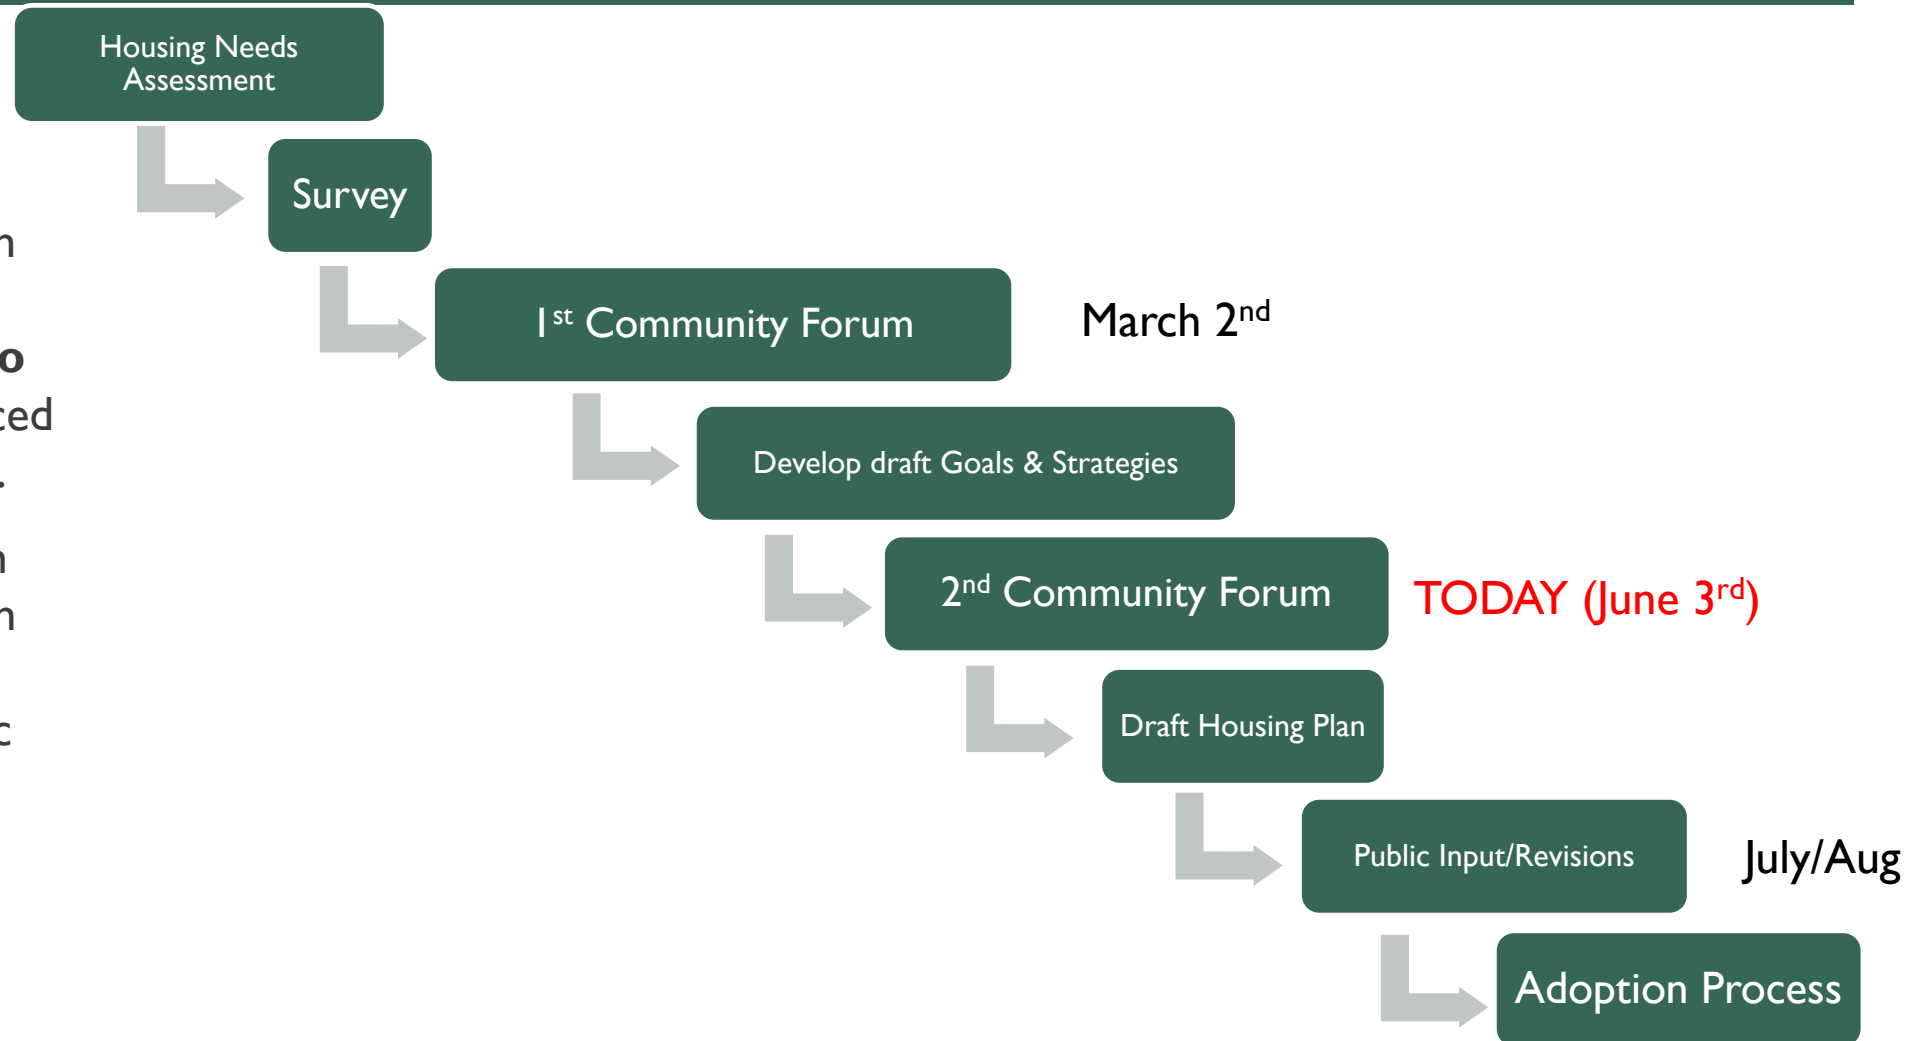 Housing Needs
Assessment
Survey
1st Community Forum
March 2nd
Develop draft Goals & Strategies
2nd Community Forum
TODAY (June 3rd)
Draft Housing Plan
Public Input/Revisions
July/Aug
Adoption Process